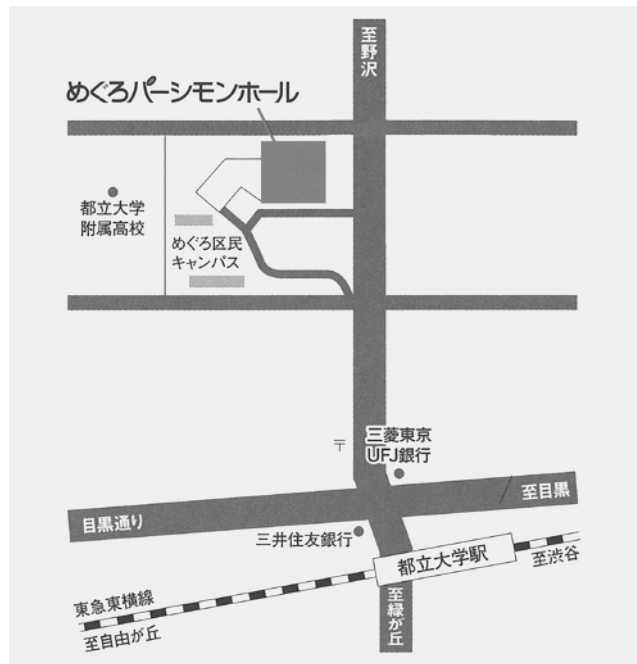 至野沢
めぐろパーシモンホール
都立大学
附属高校
めぐろ区民
キャンパス
〒
三菱東京
UFJ銀行
至目黒
目黒通り
三井住友銀行
都立大学駅
至渋谷
東急東横線
至自由が丘
至緑が丘